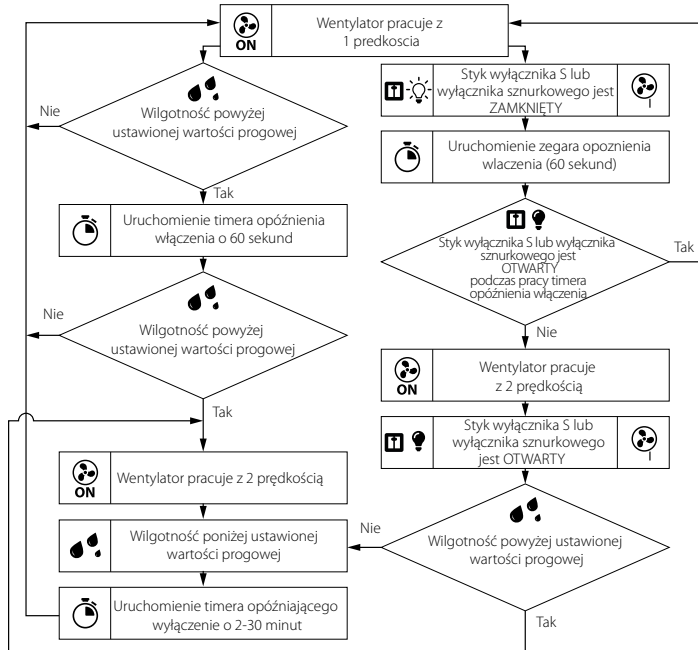 ON
Wentylator pracuje z
1 predkoscia
Nie
Wilgotność powyżej
ustawionej wartości progowej
Tak
Uruchomienie timera opóźnienia
włączenia o 60 sekund
Nie
Wilgotność powyżej
ustawionej wartości progowej
Tak
ON
Wentylator pracuje z 2 prędkością
Wilgotność poniżej ustawionej
wartości progowej
Uruchomienie timera opóźniającego
wyłączenie o 2-30 minut
Styk wyłącznika S lub
wyłącznika sznurkowego jest
ZAMKNIĘTY
Uruchomienie zegara opoznienia
wlaczenia (60 sekund)
Styk wyłącznika S lub wyłącznika
sznurkowego jest
OTWARTY
podczas pracy timera
opóźnienia włączenia
Tak
Nie
ON
Wentylator pracuje
z 2 prędkością
Styk wyłącznika S lub
wyłącznika sznurkowego
jest OTWARTY
Nie
Wilgotność powyżej ustawionej
wartości progowej
Tak